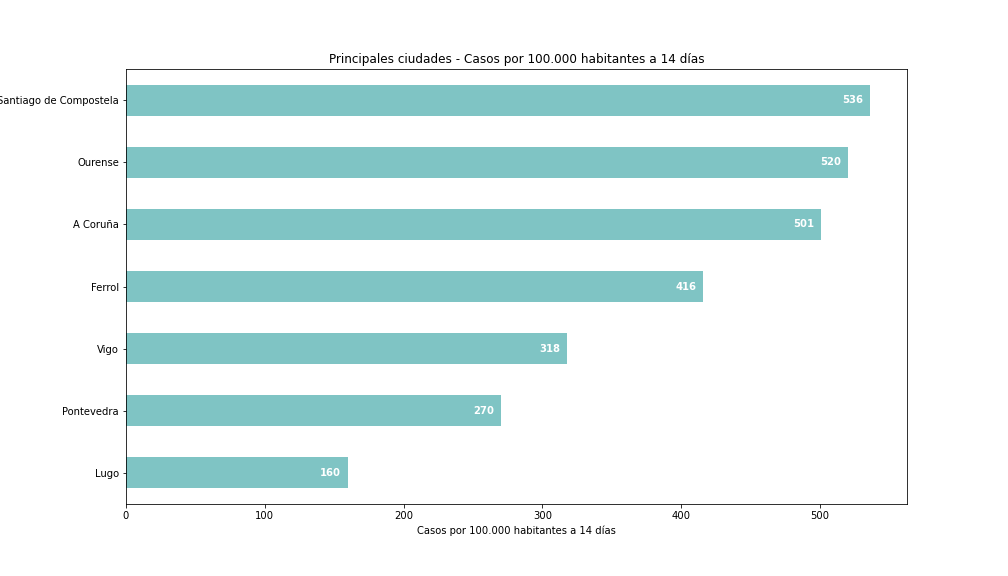 Principales ciudades - Casos por 100.000 habitantes a 14 días
Santiago de Compostela 536
Ourense 520
A Coruña 501
Ferrol 416
Vigo 318
Pontevedra 270
Lugo 160
0 100 200 300 400 500
Casos por 100.000 habitantes a 14 días